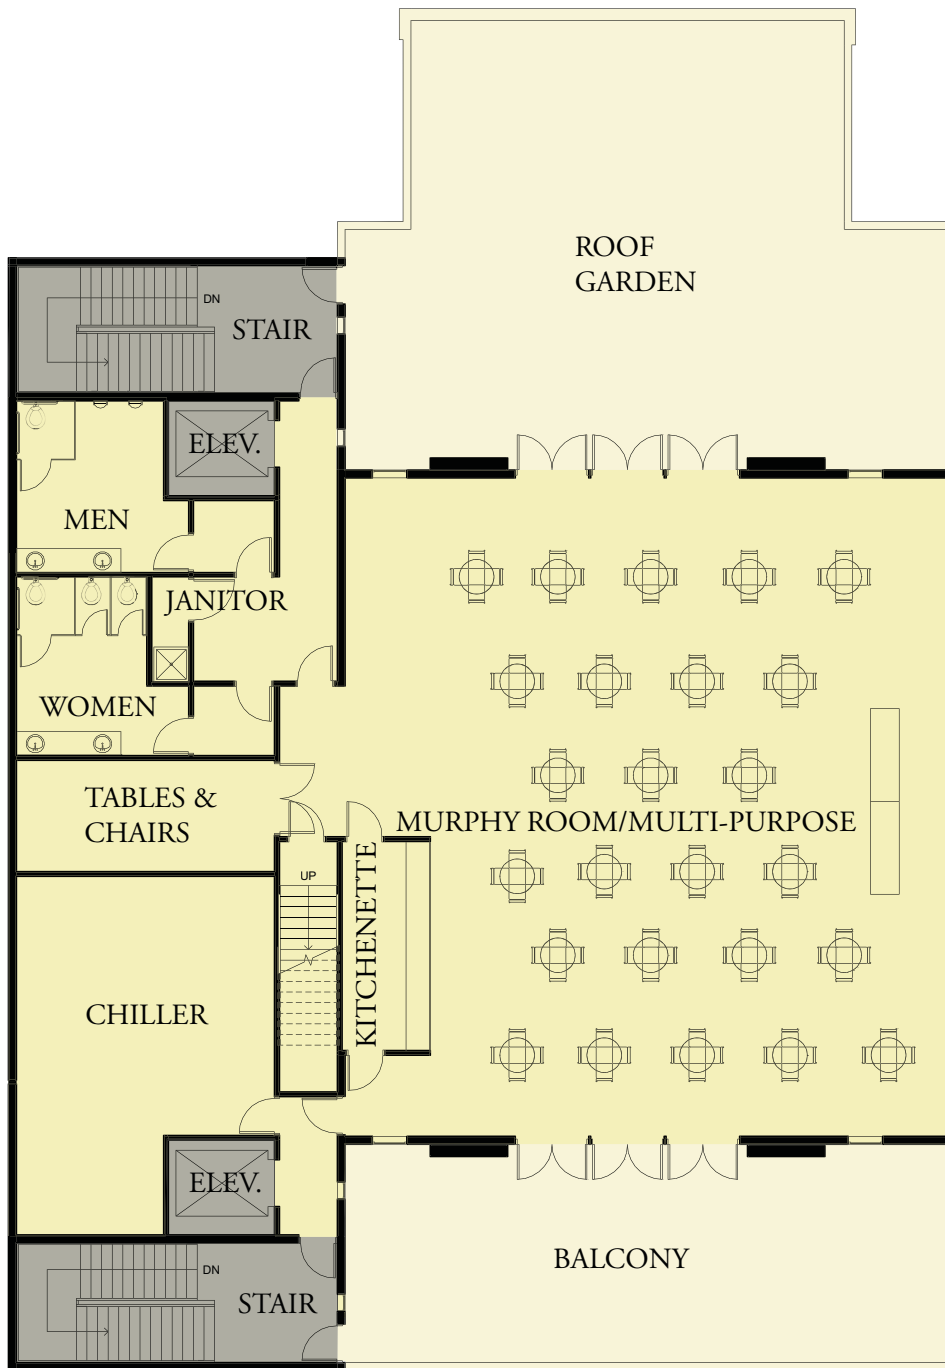 ROOF
GARDEN
DN
STAIR
ELEV.
MEN
JANITOR
WOMEN
TABLES &
CHAIRS
MURPHY ROOM/MULTI-PURPOSE
UP
KITCHENETTE
CHILLER
ELEV.
BALCONY
DN
STAIR